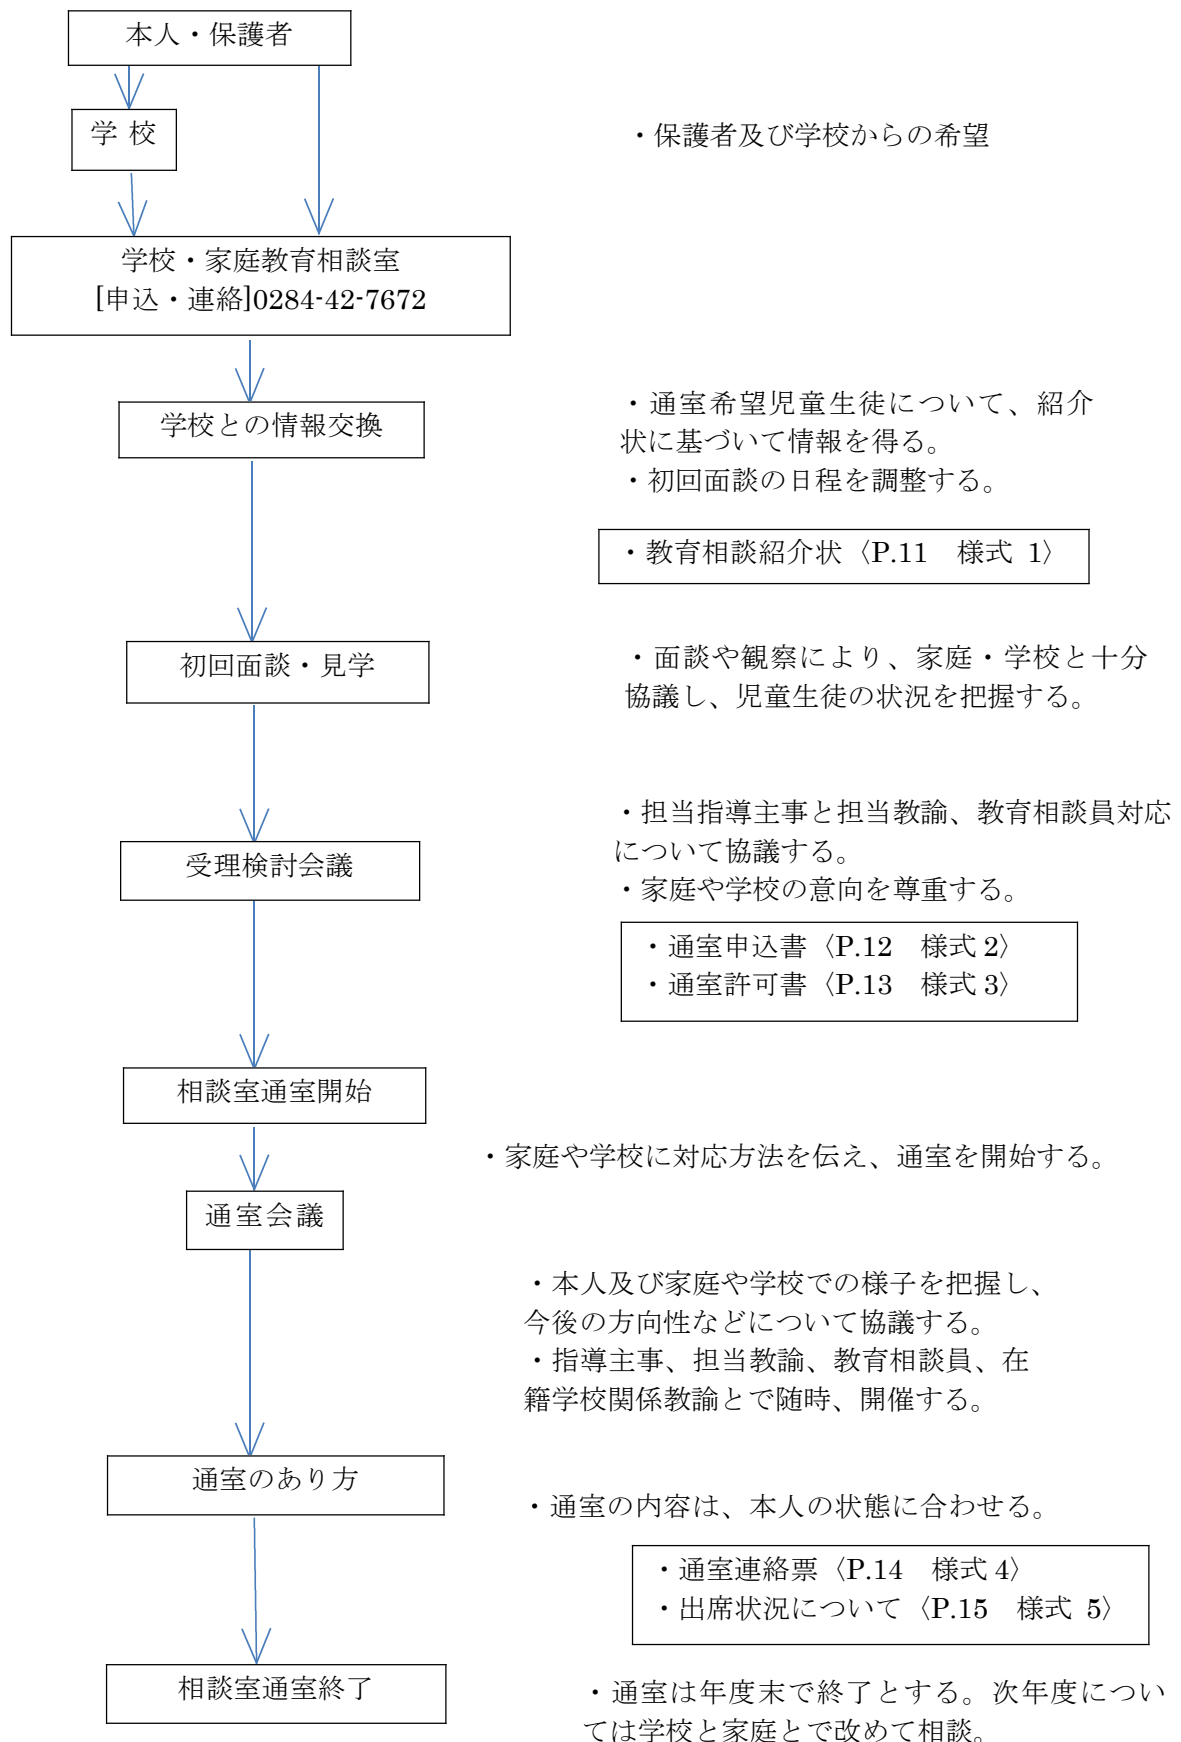 本人・保護者
学 校
・保護者及び学校からの希望
学校・家庭教育相談室
[申込・連絡]0284-42-7672
学校との情報交換
・通室希望児童生徒について、紹介
状に基づいて情報を得る。
・初回面談の日程を調整する。
・教育相談紹介状〈P.11　様式 1〉
初回面談・見学
・面談や観察により、家庭・学校と十分
協議し、児童生徒の状況を把握する。
受理検討会議
・担当指導主事と担当教諭、教育相談員対応
について協議する。
・家庭や学校の意向を尊重する。
・通室申込書〈P.12　様式 2〉
・通室許可書〈P.13　様式 3〉
相談室通室開始
・家庭や学校に対応方法を伝え、通室を開始する。
通室会議
・本人及び家庭や学校での様子を把握し、
今後の方向性などについて協議する。
・指導主事、担当教諭、教育相談員、在
籍学校関係教諭とで随時、開催する。
通室のあり方
・通室の内容は、本人の状態に合わせる。
・通室連絡票〈P.14　様式 4〉
・出席状況について〈P.15　様式 5〉
相談室通室終了
・通室は年度末で終了とする。次年度につい
ては学校と家庭とで改めて相談。